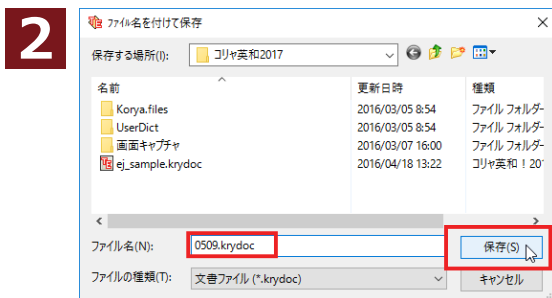 2
ファイル名を付けて保存
保存する場所(I): コリャ英和2017
名前 更新日時 種類
Korya.files 2016/03/05 8:54 ファイル フォルダー
UserDict 2016/03/05 8:54 ファイル フォルダー
画面キャプチャ 2016/03/07 16:00 ファイル フォルダー
ej_sample.krydoc 2016/04/18 13:22 コリャ英和！201
ファイル名(N): 0509.krydoc 保存(S)
ファイルの種類(T): 文書ファイル (*.krydoc) キャンセル